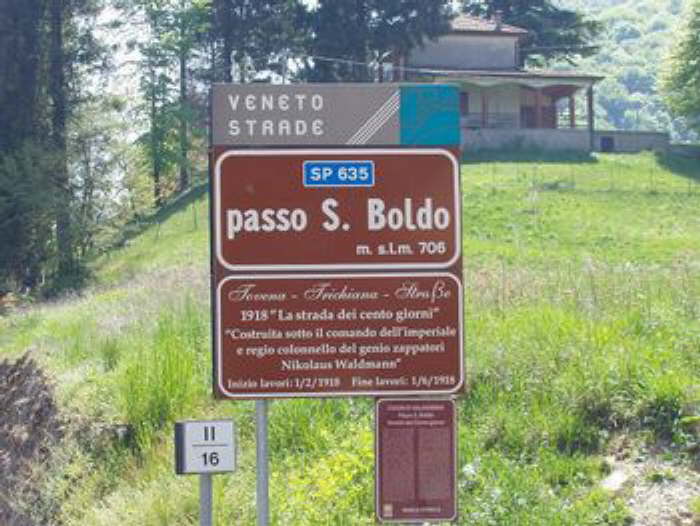 VENETO
STRADE
SP 635
passo S. Boldo
m. s.l.m. 706
Tovena - Trichiana - Straße
1918 "La strada dei cento giorni"
"Costruita sotto il comando dell'imperiale
e regio colonnello del genio zappatori
Nikolaus Waldmann"
Inizio lavori: 1/2/1918 Fine lavori: 1/6/1918
II
16